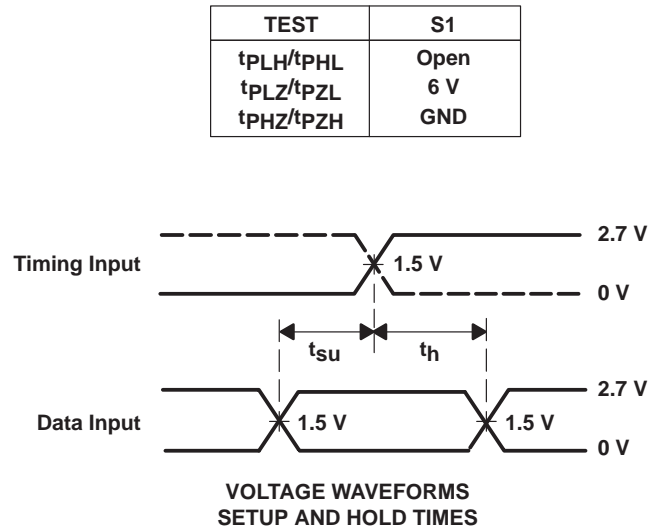 TEST S1
tPLH/tPHL Open
tPLZ/tPZL 6 V
tPHZ/tPZH GND
2.7 V
Timing Input 1.5 V
0 V
tsu th
2.7 V
Data Input 1.5 V 1.5 V
0 V
VOLTAGE WAVEFORMS
SETUP AND HOLD TIMES